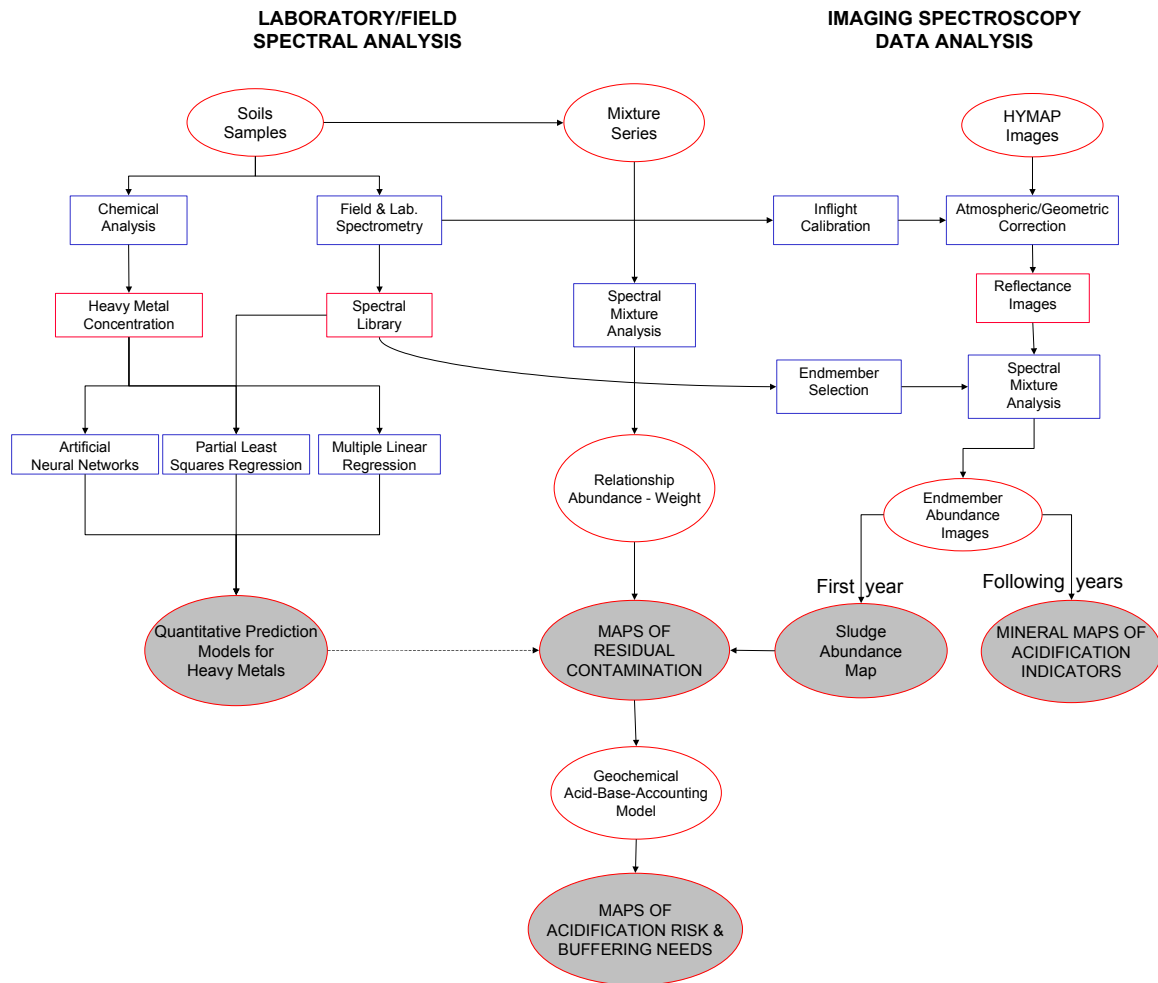 LABORATORY/FIELD
SPECTRAL ANALYSIS
IMAGING SPECTROSCOPY
DATA ANALYSIS
Soils
Samples
Mixture
Series
HYMAP
Images
Chemical
Analysis
Field & Lab.
Spectrometry
Inflight
Calibration
Atmospheric/Geometric
Correction
Heavy Metal
Concentration
Spectral
Library
Spectral
Mixture
Analysis
Reflectance
Images
Endmember
Selection
Spectral
Mixture
Analysis
Artificial
Neural Networks
Partial Least
Squares Regression
Multiple Linear
Regression
Relationship
Abundance - Weight
Endmember
Abundance
Images
First year
Following years
Quantitative Prediction
Models for
Heavy Metals
MAPS OF
RESIDUAL
CONTAMINATION
Sludge
Abundance
Map
MINERAL MAPS OF
ACIDIFICATION
INDICATORS
Geochemical
Acid-Base-Accounting
Model
MAPS OF
ACIDIFICATION RISK &
BUFFERING NEEDS